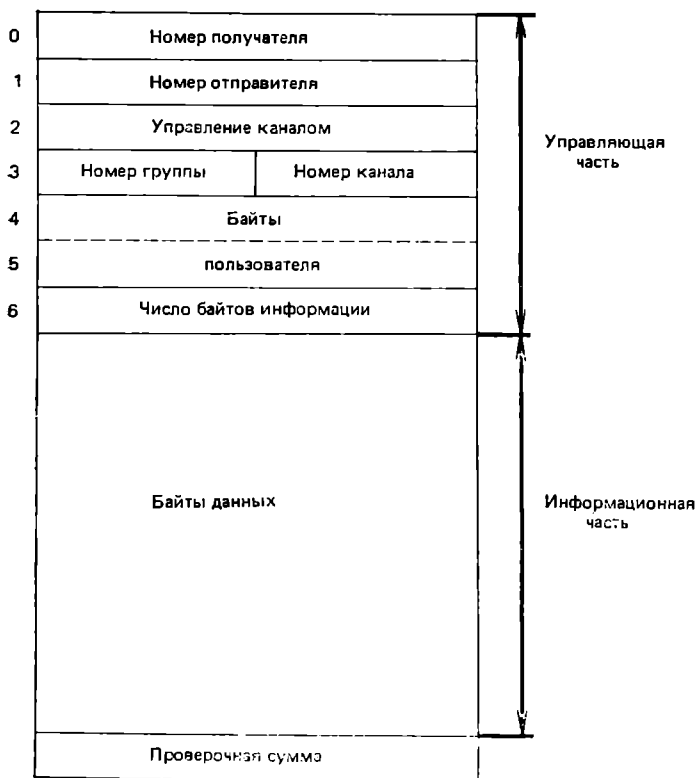 0 Номер получателя
1 Номер отправителя
2 Управление каналом
3 Номер группы Номер канала
4 Байты
5 пользователя
6 Число байтов информации
Управляющая
часть
Байты данных
Информационная
часть
Проверочная сумма